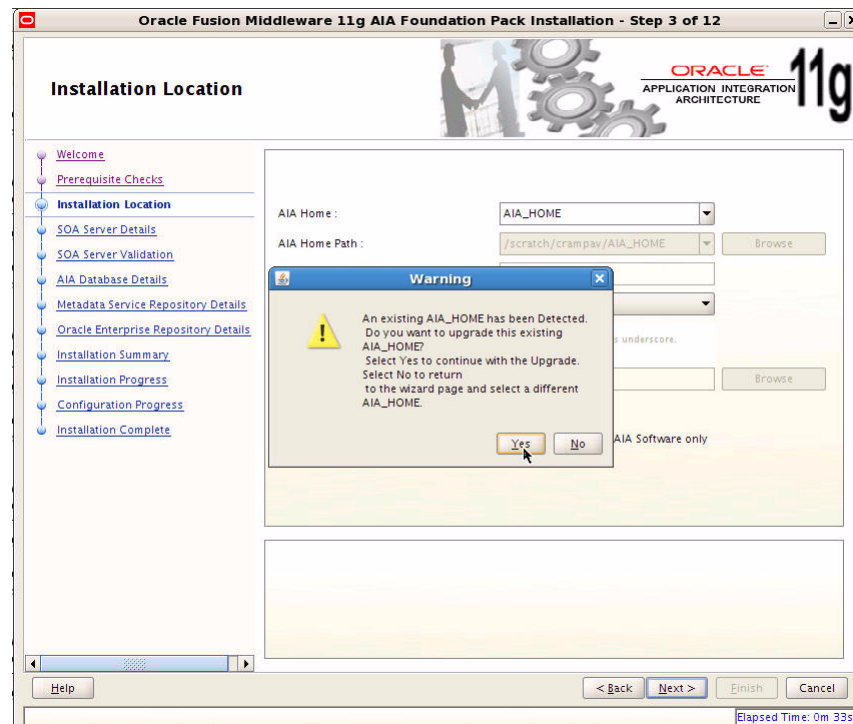 Oracle Fusion Middleware 11g AIA Foundation Pack Installation - Step 3 of 12
Installation Location
ORACLE
APPLICATION INTEGRATION
ARCHITECTURE
11g
Welcome
Prerequisite Checks
Installation Location
SOA Server Details
SOA Server Validation
AIA Database Details
Metadata Service Repository Details
Oracle Enterprise Repository Details
Installation Summary
Installation Progress
Configuration Progress
Installation Complete
AIA Home :
AIA_HOME
AIA Home Path :
/scratch/crampav/AIA_HOME
Browse
Warning
An existing AIA_HOME has been Detected.
Do you want to upgrade this existing
AIA_HOME?
Select Yes to continue with the Upgrade.
Select No to return
to the wizard page and select a different
AIA_HOME.
Yes
No
underscore.
Browse
AIA Software only
Help
< Back
Next >
Finish
Cancel
Elapsed Time: 0m 33s